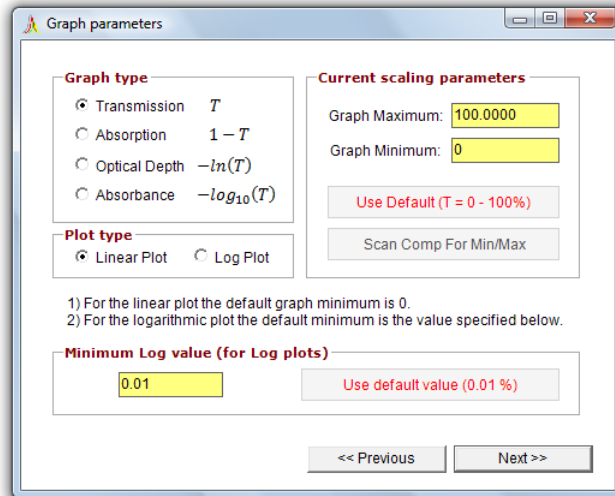 Graph parameters
Graph type
Transmission T
Absorption 1 − T
Optical Depth −ln(T)
Absorbance −log₁₀(T)
Plot type
Linear Plot Log Plot
Current scaling parameters
Graph Maximum: 100.0000
Graph Minimum: 0
Use Default (T = 0 - 100%)
Scan Comp For Min/Max
1) For the linear plot the default graph minimum is 0.
2) For the logarithmic plot the default minimum is the value specified below.
Minimum Log value (for Log plots)
0.01 Use default value (0.01 %)
<< Previous Next >>